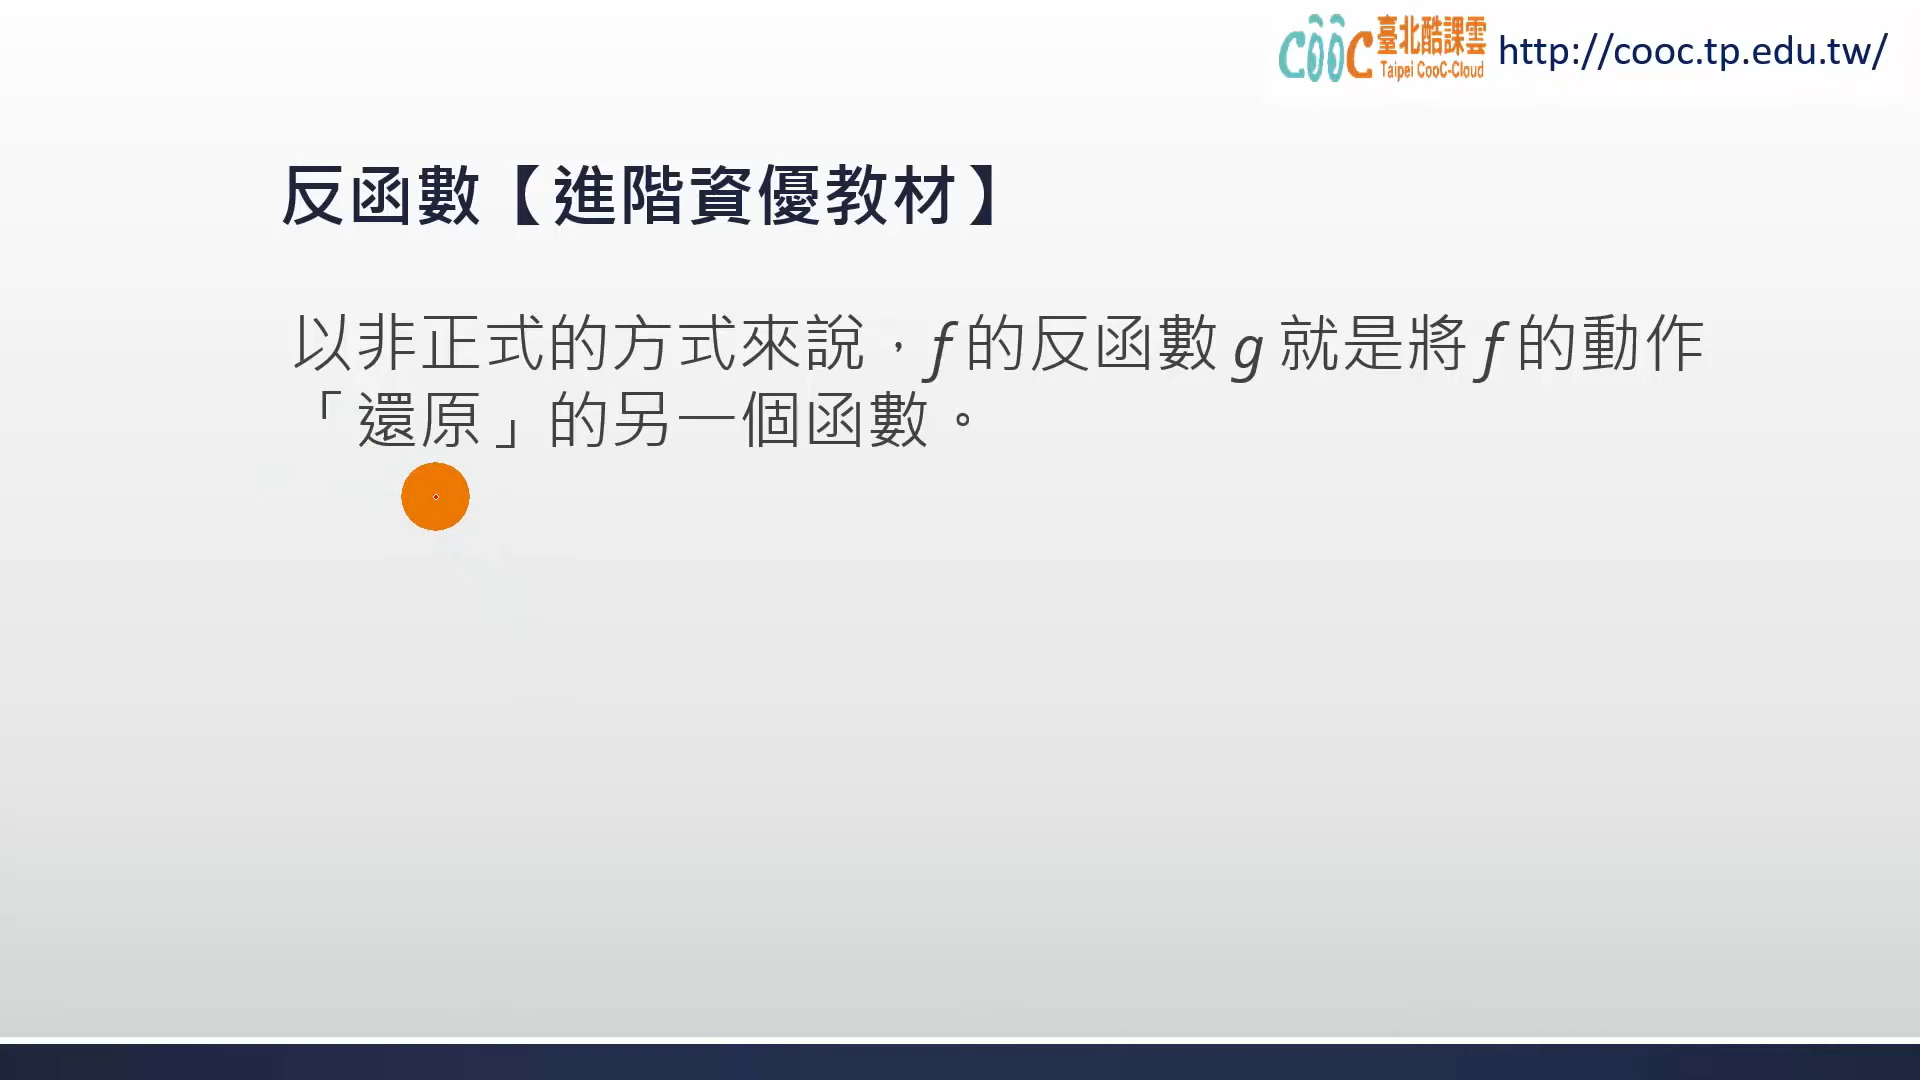 cooc 臺北酷課雲 http://cooc.tp.edu.tw/
Taipei CooC-Cloud
反函數【進階資優教材】
以非正式的方式來說，f 的反函數 g 就是將 f 的動作
「還原」的另一個函數。